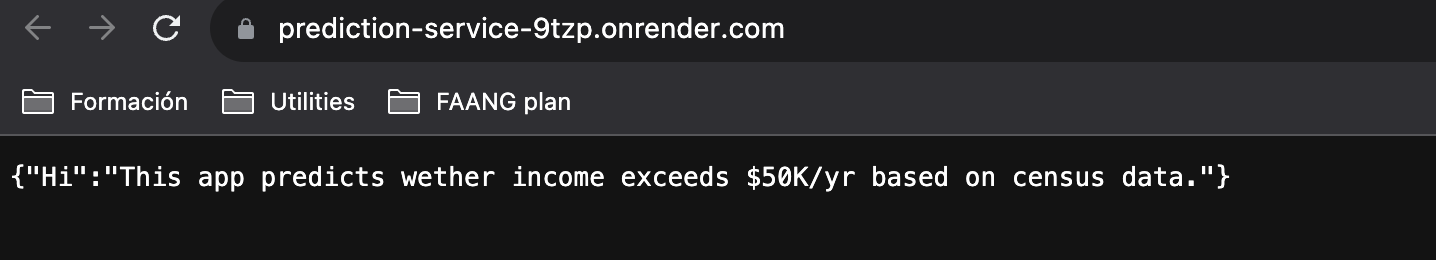 prediction-service-9tzp.onrender.com
Formación Utilities FAANG plan
{"Hi":"This app predicts wether income exceeds $50K/yr based on census data."}